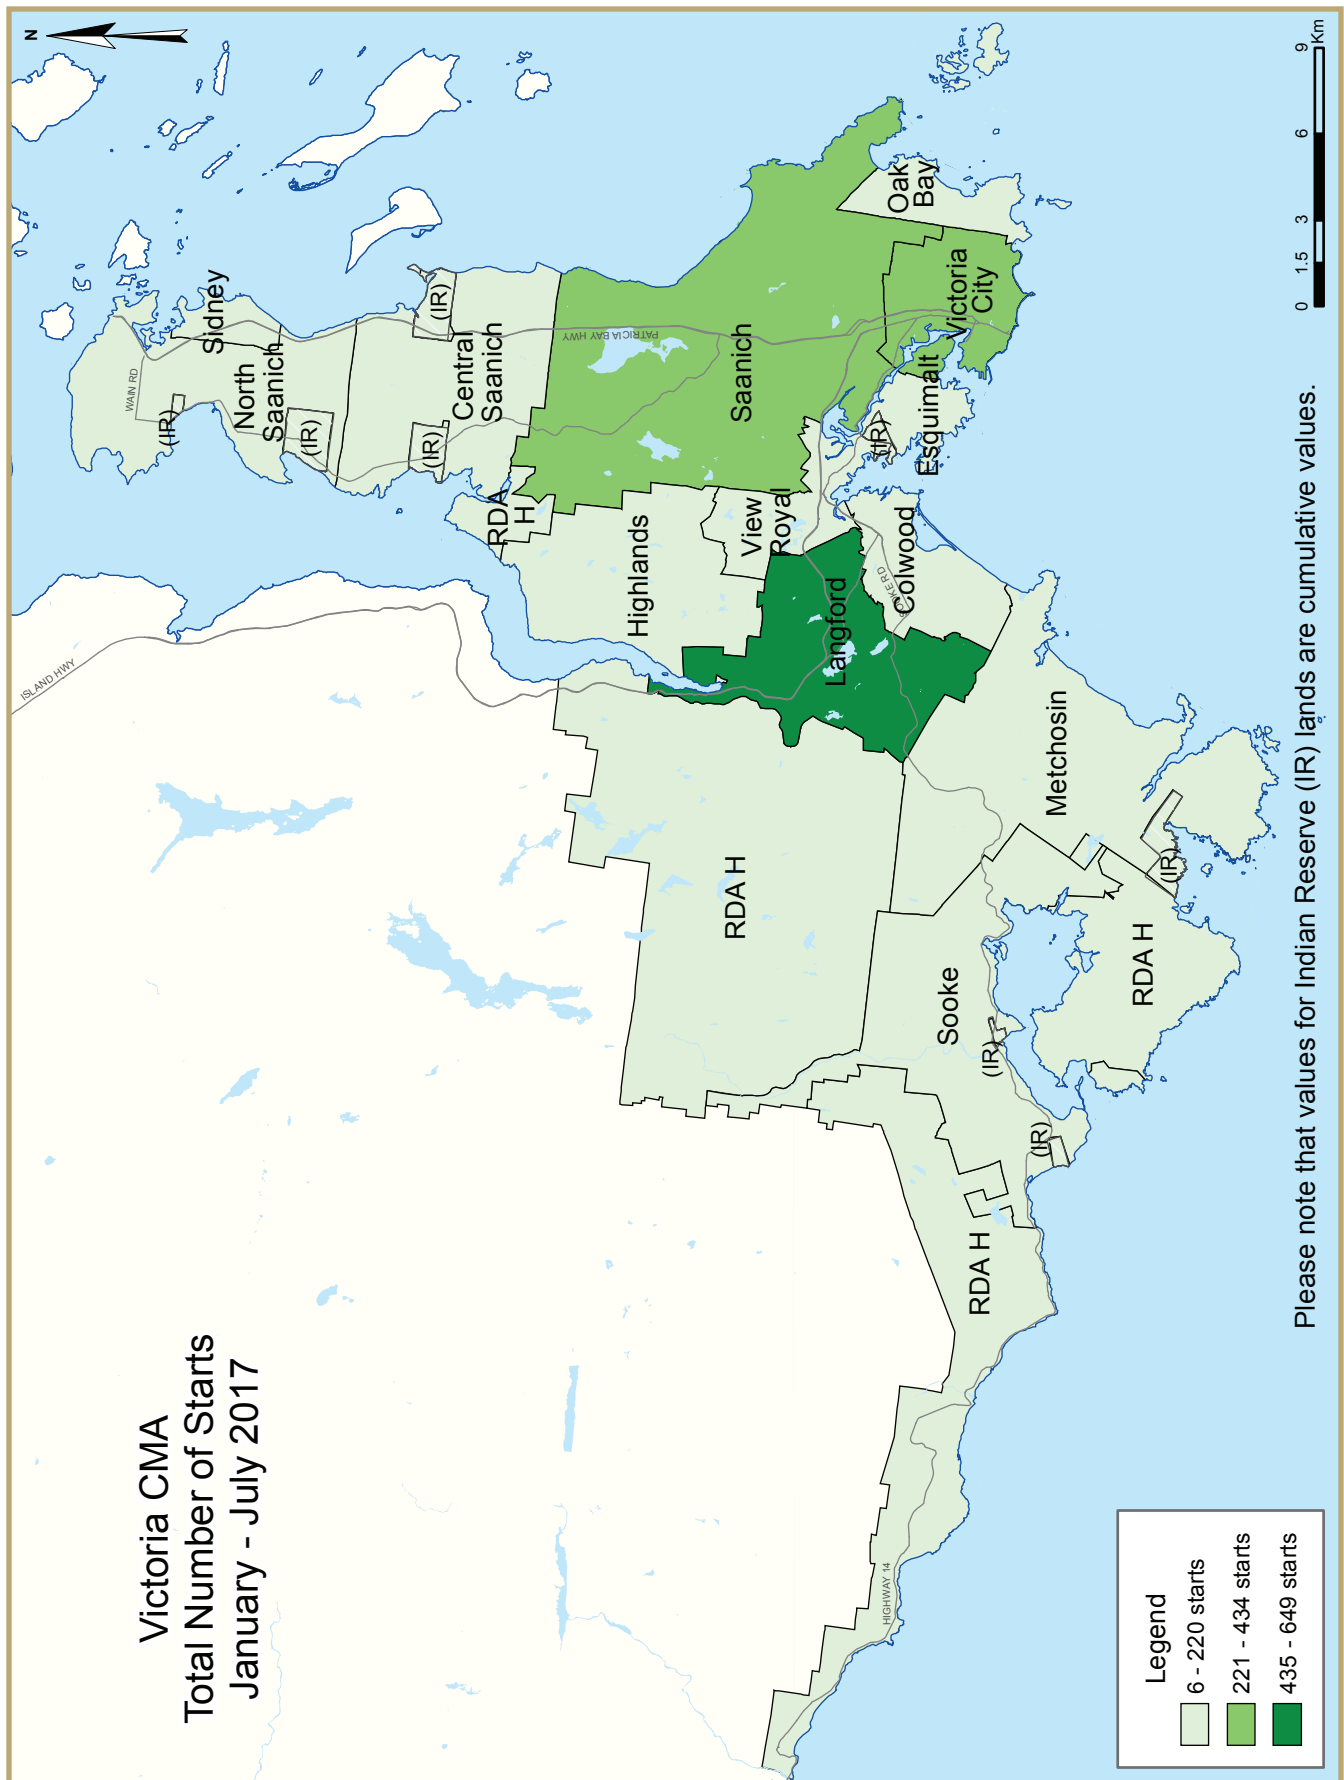 Victoria CMA
Total Number of Starts
January - July 2017
N
ISLAND HWY
WAIN RD
Sidney
North
Saanich
(IR)
(IR)
(IR)
(IR)
Central
Saanich
PATRICIA BAY HWY
RDA
H
Saanich
Highlands
View
Royal
Oak
Bay
Victoria
City
Esquimalt
(IR)
Langford
Colwood
Metchosin
RDA H
Sooke
(IR)
(IR)
(IR)
RDA H
RDA H
HIGHWAY 14
Legend
6 - 220 starts
221 - 434 starts
435 - 649 starts
0 1.5 3 6 9
Km
Please note that values for Indian Reserve (IR) lands are cumulative values.